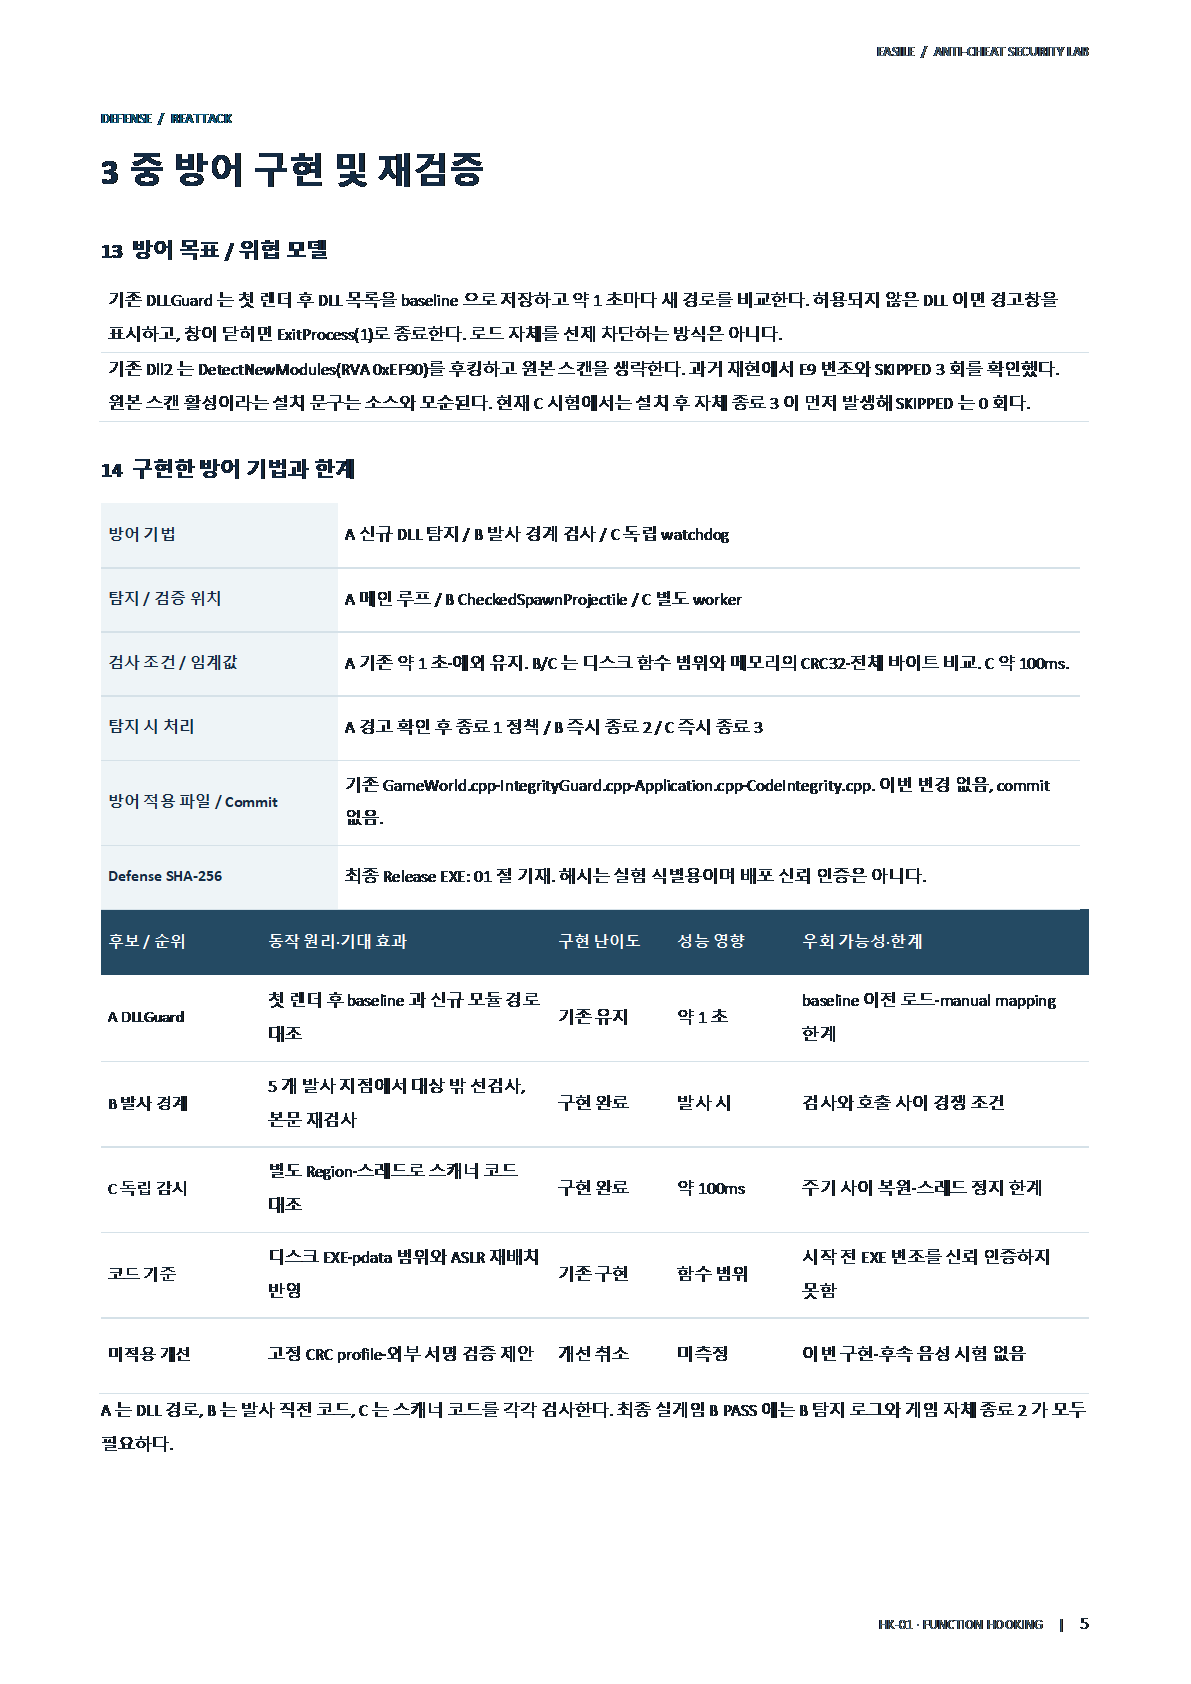 EASILE / ANTI-CHEAT SECURITY LAB
DEFENSE / REATTACK
3 중 방어 구현 및 재검증
13 방어 목표 / 위협 모델
기존 DLLGuard 는 첫 렌더 후 DLL 목록을 baseline 으로 저장하고 약 1 초마다 새 경로를 비교한다. 허용되지 않은 DLL 이면 경고창을
표시하고, 창이 닫히면 ExitProcess(1)로 종료한다. 로드 자체를 선제 차단하는 방식은 아니다.
기존 Dll2 는 DetectNewModules(RVA 0xEF90)를 후킹하고 원본 스캔을 생략한다. 과거 재현에서 E9 변조와 SKIPPED 3 회를 확인했다.
원본 스캔 활성이라는 설치 문구는 소스와 모순된다. 현재 C 시험에서는 설치 후 자체 종료 3 이 먼저 발생해 SKIPPED 는 0 회다.
14 구현한 방어 기법과 한계
방어 기법
A 신규 DLL 탐지 / B 발사 경계 검사 / C 독립 watchdog
탐지 / 검증 위치
A 메인 루프 / B CheckedSpawnProjectile / C 별도 worker
검사 조건 / 임계값
A 기존 약 1 초·예외 유지. B/C 는 디스크 함수 범위와 메모리의 CRC32·전체 바이트 비교. C 약 100ms.
탐지 시 처리
A 경고 확인 후 종료 1 정책 / B 즉시 종료 2 / C 즉시 종료 3
방어 적용 파일 / Commit
기존 GameWorld.cpp·IntegrityGuard.cpp·Application.cpp·CodeIntegrity.cpp. 이번 변경 없음, commit
없음.
Defense SHA-256
최종 Release EXE: 01 절 기재. 해시는 실험 식별용이며 배포 신뢰 인증은 아니다.
후보 / 순위 동작 원리·기대 효과 구현 난이도 성능 영향 우회 가능성·한계
A DLLGuard
첫 렌더 후 baseline 과 신규 모듈 경로
대조
기존 유지
약 1 초
baseline 이전 로드·manual mapping
한계
B 발사 경계
5 개 발사 지점에서 대상 밖 선검사,
본문 재검사
구현 완료
발사 시
검사와 호출 사이 경쟁 조건
C 독립 감시
별도 Region·스레드로 스캐너 코드
대조
구현 완료
약 100ms
주기 사이 복원·스레드 정지 한계
코드 기준
디스크 EXE·pdata 범위와 ASLR 재배치
반영
기존 구현
함수 범위
시작 전 EXE 변조를 신뢰 인증하지
못함
미적용 개선
고정 CRC profile·외부 서명 검증 제안
개선 취소
미측정
이번 구현·후속 음성 시험 없음
A 는 DLL 경로, B 는 발사 직전 코드, C 는 스캐너 코드를 각각 검사한다. 최종 실게임 B PASS 에는 B 탐지 로그와 게임 자체 종료 2 가 모두
필요하다.
HK-01 · FUNCTION HOOKING | 5